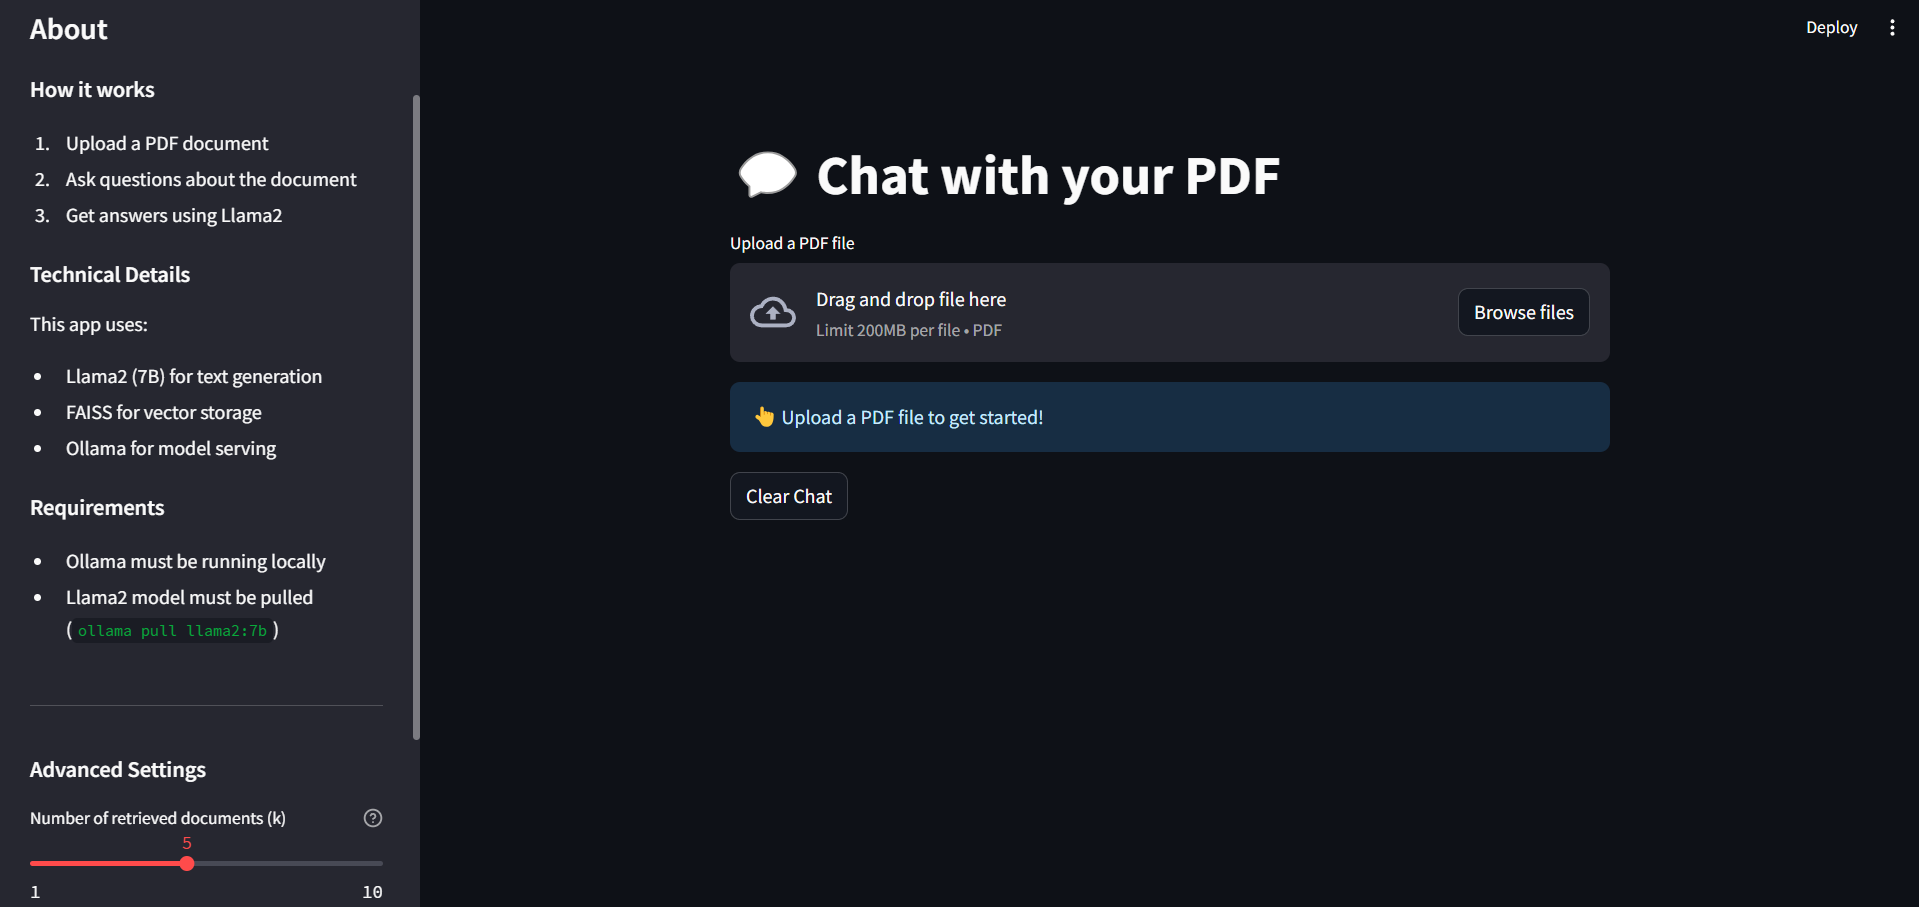 About
How it works
1. Upload a PDF document
2. Ask questions about the document
3. Get answers using Llama2
Technical Details
This app uses:
• Llama2 (7B) for text generation
• FAISS for vector storage
• Ollama for model serving
Requirements
• Ollama must be running locally
• Llama2 model must be pulled
(ollama pull llama2:7b)
Advanced Settings
Number of retrieved documents (k)
5
1 10
Deploy
💬 Chat with your PDF
Upload a PDF file
Drag and drop file here
Limit 200MB per file • PDF
Browse files
👆 Upload a PDF file to get started!
Clear Chat